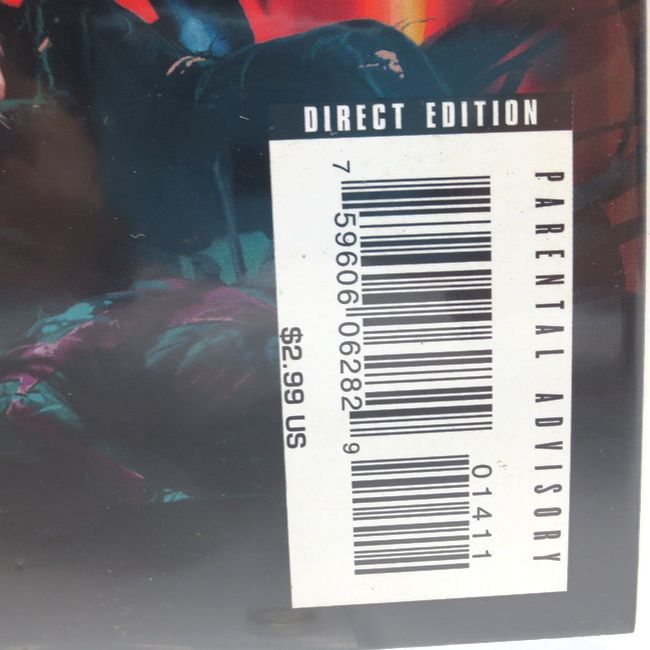 DIRECT EDITION
PARENTAL ADVISORY
01411
7 59606 06282 9
$2.99 US